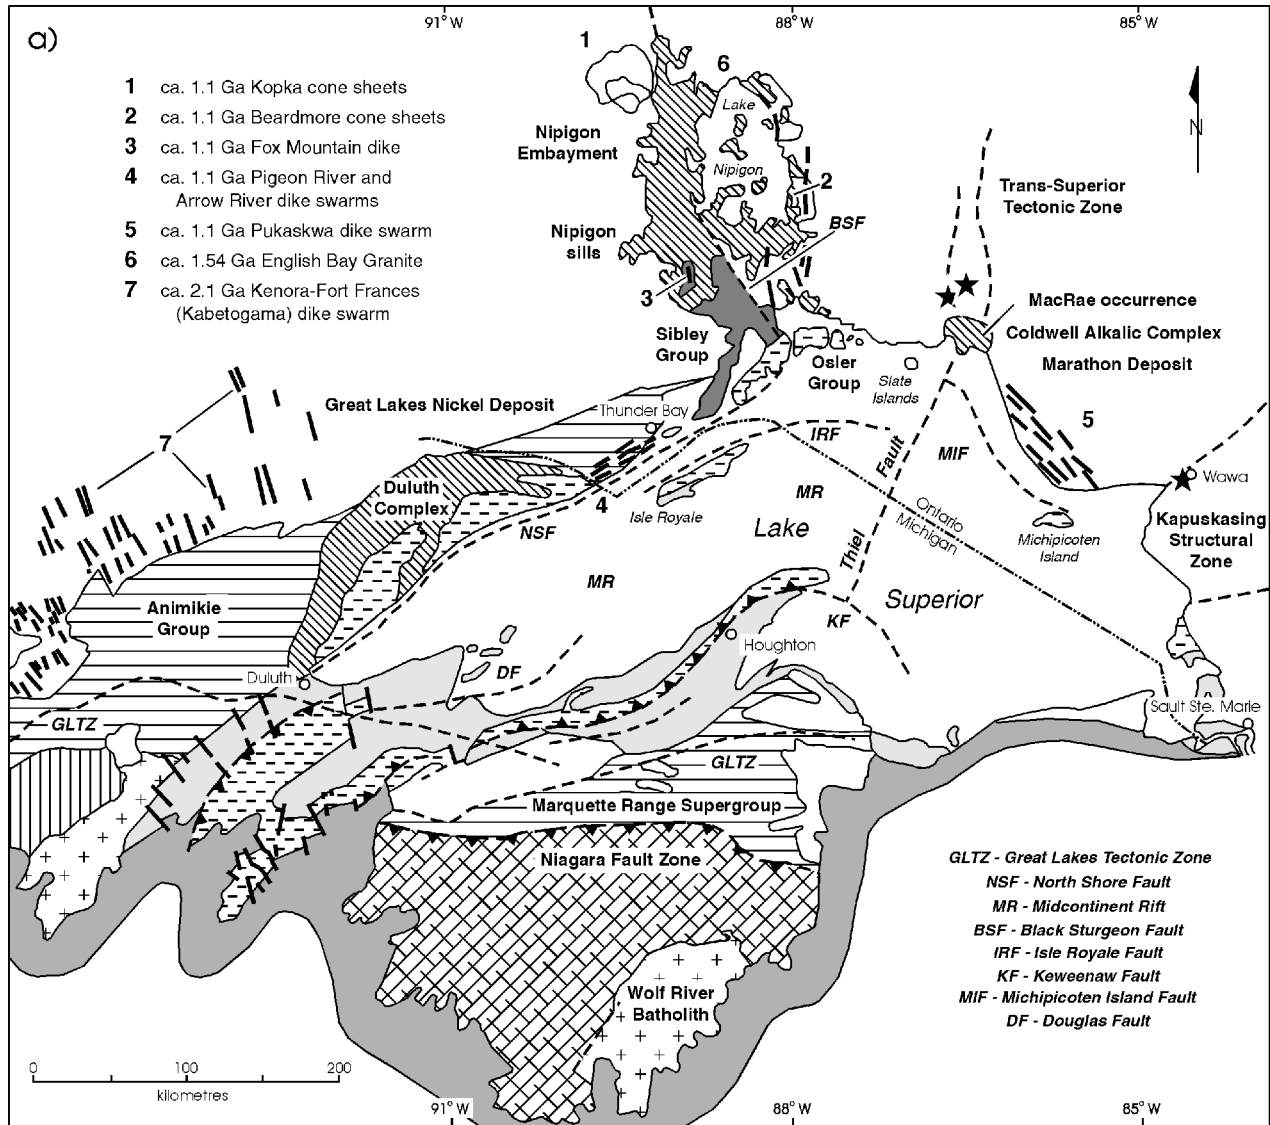 91°W
88°W
85°W
a)
1 ca. 1.1 Ga Kopka cone sheets
2 ca. 1.1 Ga Beardmore cone sheets
3 ca. 1.1 Ga Fox Mountain dike
4 ca. 1.1 Ga Pigeon River and
Arrow River dike swarms
5 ca. 1.1 Ga Pukaskwa dike swarm
6 ca. 1.54 Ga English Bay Granite
7 ca. 2.1 Ga Kenora-Fort Frances
(Kabetogama) dike swarm
1
6
Lake
Nipigon
N
Nipigon
Embayment
2
Trans-Superior
Tectonic Zone
BSF
Nipigon
sills
3
MacRae occurrence
Coldwell Alkalic Complex
Marathon Deposit
Sibley
Group
Osler
Group
Slate
Islands
Great Lakes Nickel Deposit
Thunder Bay
5
7
IRF
Fault
Thiel
MIF
Wawa
Duluth
Complex
MR
4
Isle Royale
NSF
Lake
Superior
Ontario
Michigan
Michipicoten
Island
Kapuskasing
Structural
Zone
MR
Animikie
Group
KF
Houghton
Duluth
DF
Sault Ste. Marie
GLTZ
GLTZ
Marquette Range Supergroup
Niagara Fault Zone
GLTZ - Great Lakes Tectonic Zone
NSF - North Shore Fault
MR - Midcontinent Rift
BSF - Black Sturgeon Fault
IRF - Isle Royale Fault
KF - Keweenaw Fault
MIF - Michipicoten Island Fault
DF - Douglas Fault
Wolf River
Batholith
0 100 200
kilometres
91°W
88°W
85°W